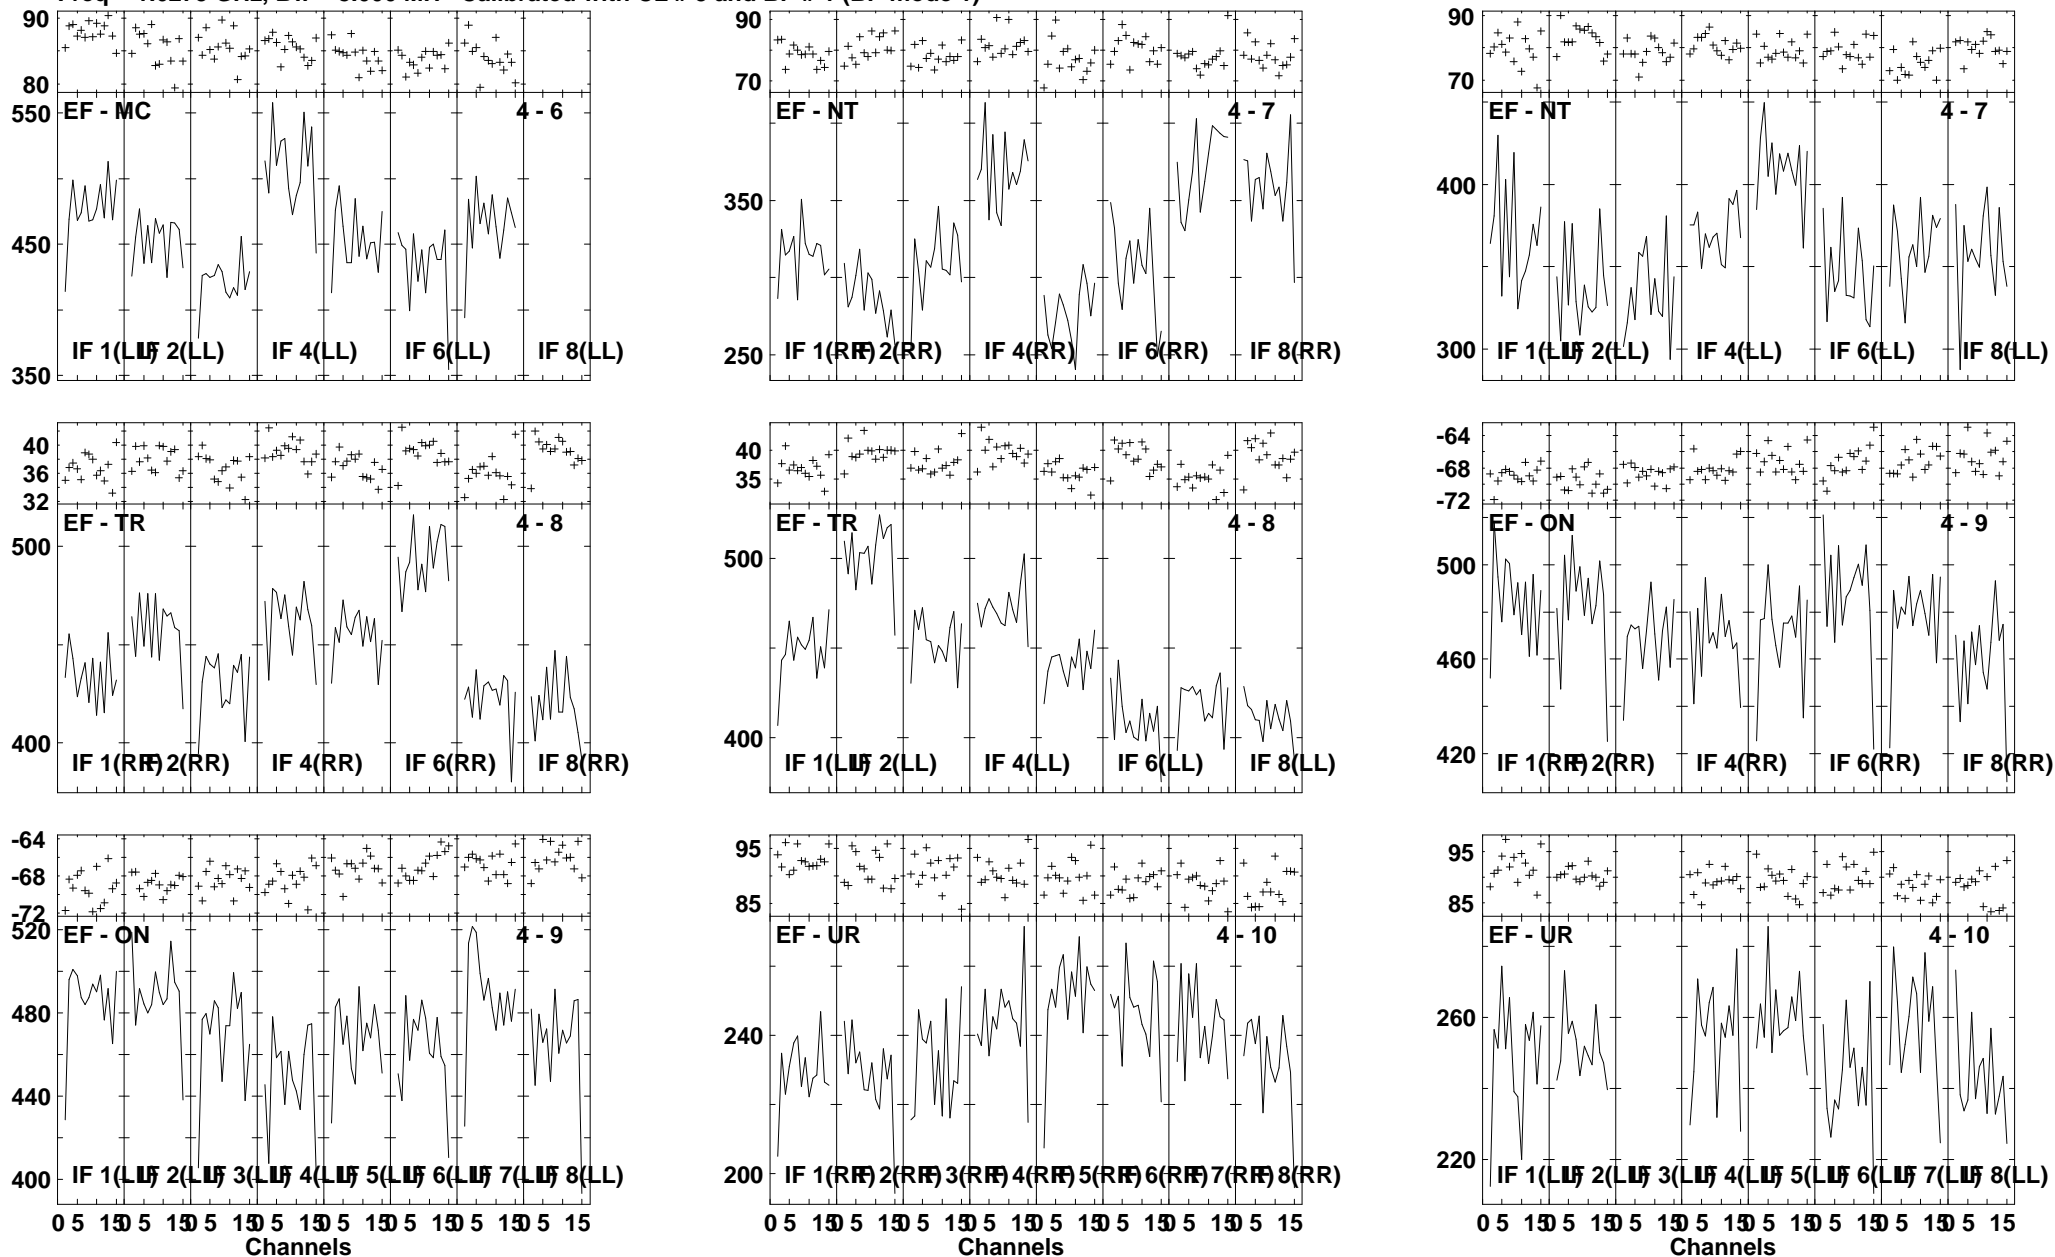 90
80
EF - MC 4 - 6
550
450
350
IF 1(LL) IF 2(LL) IF 4(LL) IF 6(LL) IF 8(LL)
90
70
EF - NT 4 - 7
350
250
IF 1(RR) IF 2(RR) IF 4(RR) IF 6(RR) IF 8(RR)
90
70
EF - NT 4 - 7
400
300
IF 1(LL) IF 2(LL) IF 4(LL) IF 6(LL) IF 8(LL)
40
36
32
EF - TR 4 - 8
500
400
IF 1(RR) IF 2(RR) IF 4(RR) IF 6(RR) IF 8(RR)
40
35
EF - TR 4 - 8
500
400
IF 1(LL) IF 2(LL) IF 4(LL) IF 6(LL) IF 8(LL)
-64
-68
-72
EF - ON 4 - 9
500
460
420
IF 1(RR) IF 2(RR) IF 4(RR) IF 6(RR) IF 8(RR)
-64
-68
-72
EF - ON 4 - 9
520
480
440
400
IF 1(LL) IF 2(LL) IF 3(LL) IF 4(LL) IF 5(LL) IF 6(LL) IF 7(LL) IF 8(LL)
0 5 15 0 5 15 0 5 15 0 5 15
Channels
95
85
EF - UR 4 - 10
240
200
IF 1(RR) IF 2(RR) IF 3(RR) IF 4(RR) IF 5(RR) IF 6(RR) IF 7(RR) IF 8(RR)
0 5 15 0 5 15 0 5 15 0 5 15
Channels
95
85
EF - UR 4 - 10
260
220
IF 1(LL) IF 2(LL) IF 3(LL) IF 4(LL) IF 5(LL) IF 6(LL) IF 7(LL) IF 8(LL)
0 5 15 0 5 15 0 5 15 0 5 15
Channels